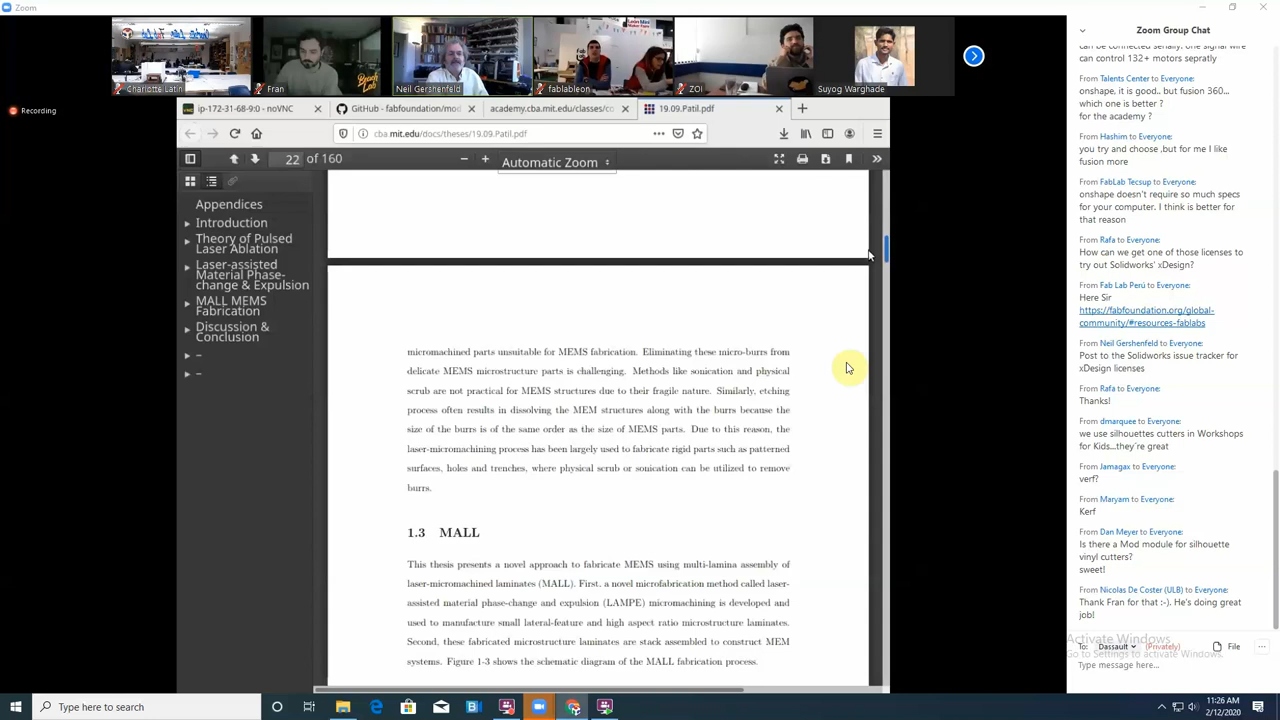 Zoom
Charlotte Latin
Fran
Neil Gershenfeld
fablableon
ZOI
Suyog Warghade
Recording
ip-172-31-68-90 - noVNC
GitHub - fabfoundation/mod
academy.cba.mit.edu/classes/co
19.09.Patil.pdf
cba.mit.edu/docs/theses/19.09.Patil.pdf
22 of 160
Automatic Zoom
Appendices
Introduction
Theory of Pulsed
Laser Ablation
Laser-assisted
Material Phase-
change & Expulsion
MALL MEMS
Fabrication
Discussion &
Conclusion
–
–
micromachined parts unsuitable for MEMS fabrication. Eliminating these micro-burrs from
delicate MEMS microstructure parts is challenging. Methods like sonication and physical
scrub are not practical for MEMS structures due to their fragile nature. Similarly, etching
process often results in dissolving the MEM structures along with the burrs because the
size of the burrs is of the same order as the size of MEMS parts. Due to this reason, the
laser-micromachining process has been largely used to fabricate rigid parts such as patterned
surfaces, holes and trenches, where physical scrub or sonication can be utilized to remove
burrs.
1.3 MALL
This thesis presents a novel approach to fabricate MEMS using multi-lamina assembly of
laser-micromachined laminates (MALL). First, a novel microfabrication method called laser-
assisted material phase-change and expulsion (LAMPE) micromachining is developed and
used to manufacture small lateral-feature and high aspect ratio microstructure laminates.
Second, these fabricated microstructure laminates are stack assembled to construct MEM
systems. Figure 1-3 shows the schematic diagram of the MALL fabrication process.
Zoom Group Chat
can be connected serially. One signal wire
can control 132+ motors sepratly
From Talents Center to Everyone:
onshape, it is good.. but fusion 360...
which one is better ?
for the academy ?
From Hashim to Everyone:
you try and choose ,but for me I like
fusion more
From FabLab Tecsup to Everyone:
onshape doesn't require so much specs
for your computer. I think is better for
that reason
From Rafa to Everyone:
How can we get one of those licenses to
try out Solidworks' xDesign?
From Fab Lab Perú to Everyone:
Here Sir
https://fabfoundation.org/global-
community/#resources-fablabs
From Neil Gershenfeld to Everyone:
Post to the Solidworks issue tracker for
xDesign licenses
From Rafa to Everyone:
Thanks!
From dmarquee to Everyone:
we use silhouettes cutters in Workshops
for Kids...they´re great
From Jamagax to Everyone:
verf?
From Maryam to Everyone:
Kerf
From Dan Meyer to Everyone:
Is there a Mod module for silhouette
vinyl cutters?
sweet!
From Nicolas De Coster (ULB) to Everyone:
Thank Fran for that :-). He's doing great
job!
Activate Windows
Go to Settings to activate Windows.
To: Dassault (Privately) File
Type message here...
Type here to search
11:26 AM
2/12/2020